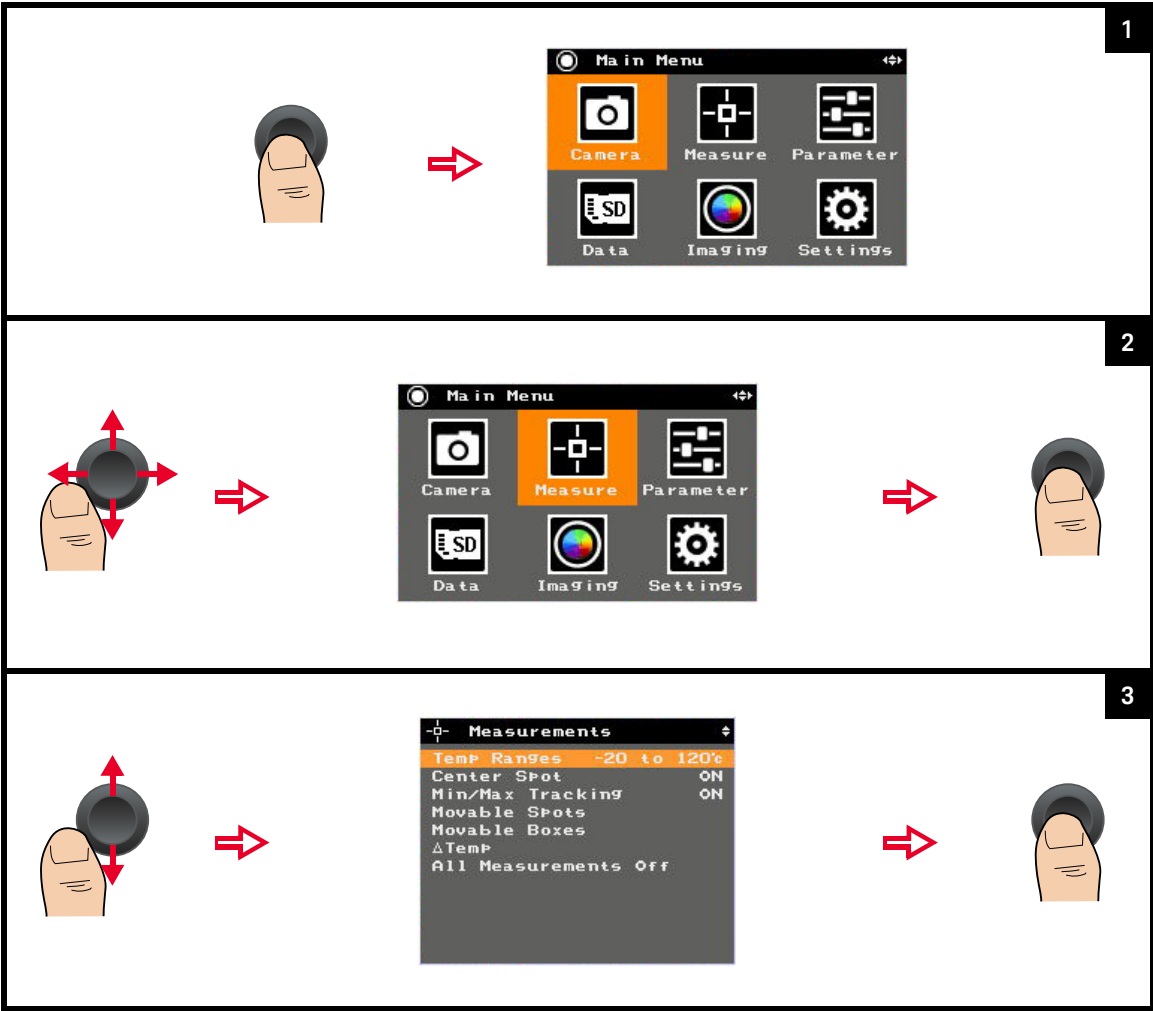 1
Main Menu
Camera Measure Parameter
SD
Data Imaging Settings
2
Main Menu
Camera Measure Parameter
SD
Data Imaging Settings
3
Measurements
Temp Ranges -20 to 120℃
Center Spot ON
Min/Max Tracking ON
Movable Spots
Movable Boxes
ΔTemp
All Measurements Off